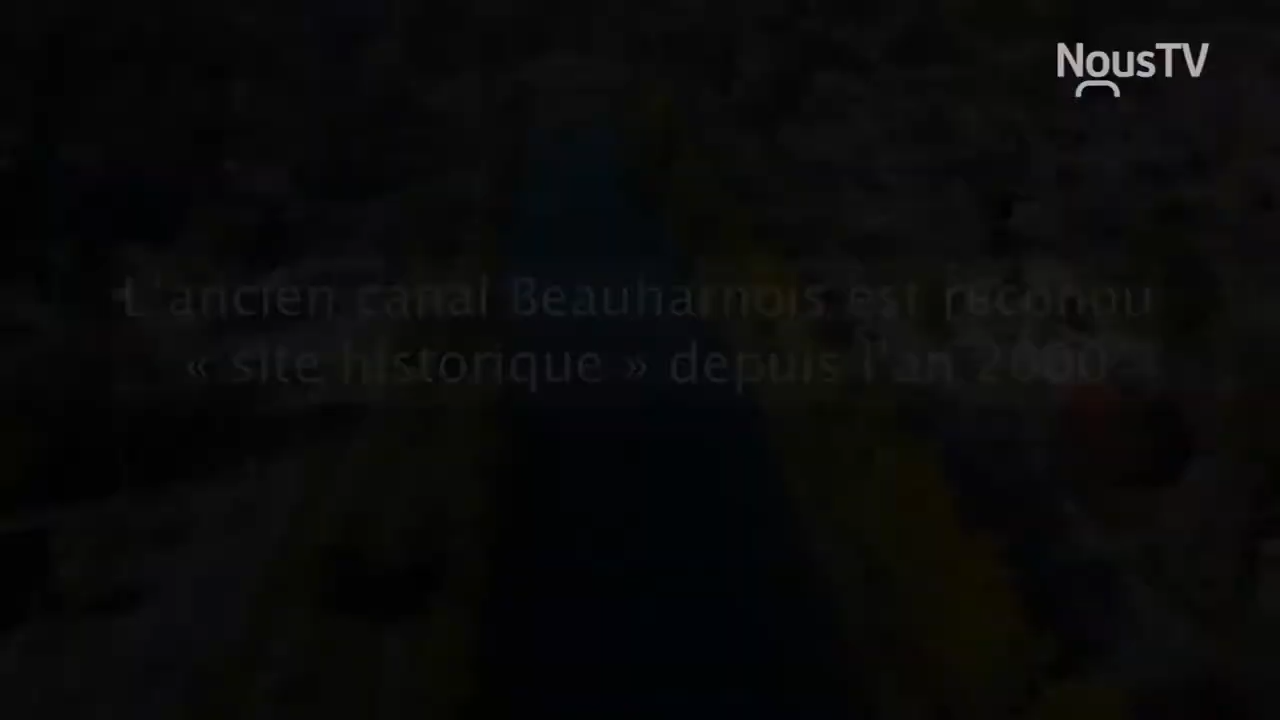 NousTV
L'ancien canal Beauharnois est reconnu
« site historique » depuis l'an 2000